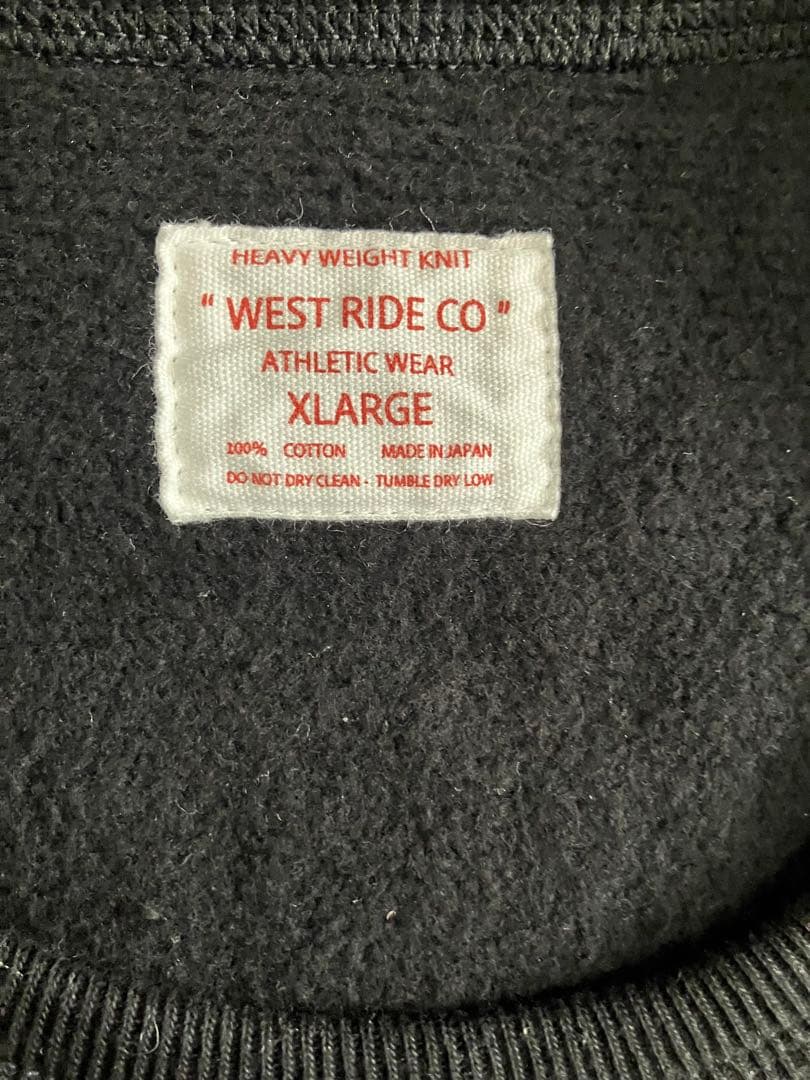 HEAVY WEIGHT KNIT
" WEST RIDE CO "
ATHLETIC WEAR
XLARGE
100% COTTON MADE IN JAPAN
DO NOT DRY CLEAN - TUMBLE DRY LOW